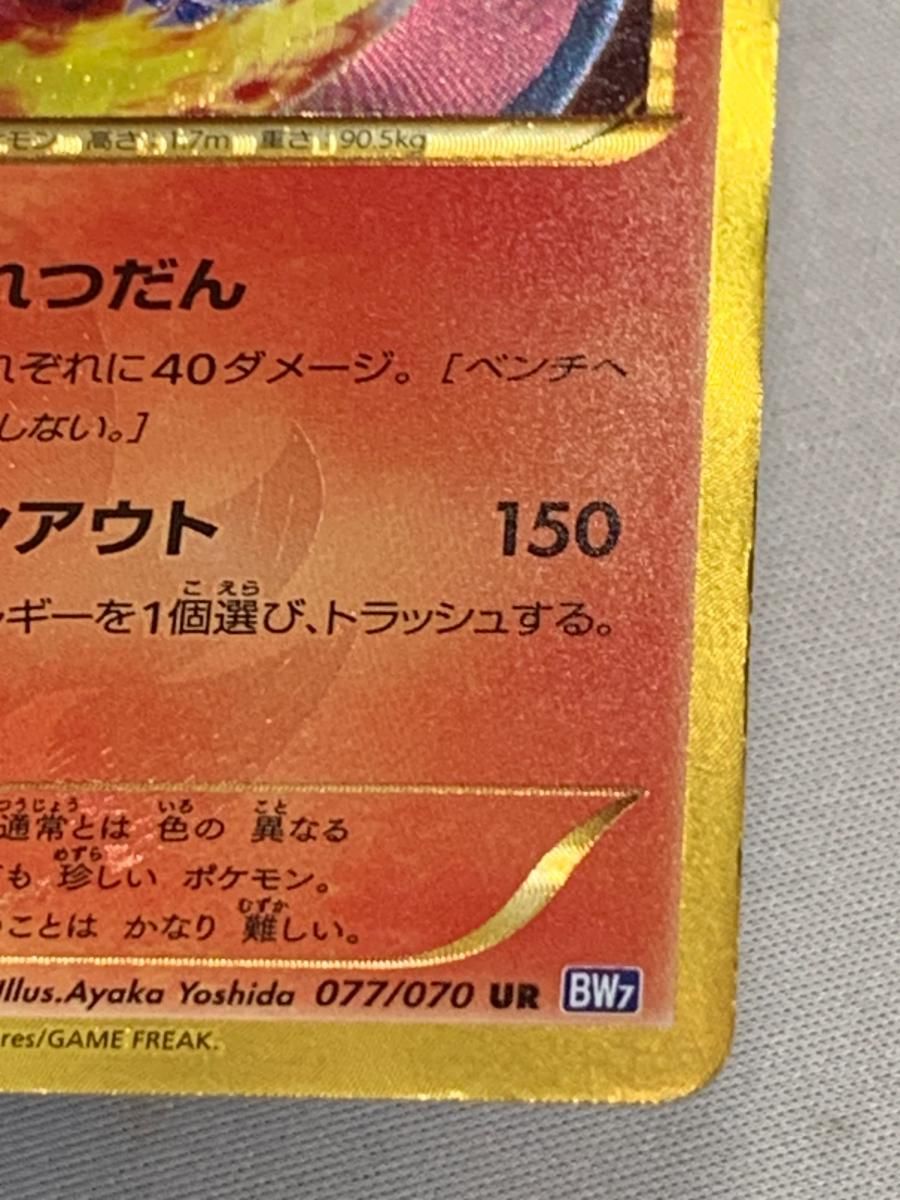 ケモン 高さ:1.7m 重さ:90.5kg
れつだん
れぞれに40ダメージ。[ベンチへ
しない。]
アウト 150
こ えら
ルギーを1個選び、トラッシュする。
つうじょう いる こと
通常とは 色の 異なる
めずら
も 珍しい ポケモン。
むずか
ことは かなり 難しい。
Illus.Ayaka Yoshida 077/070 UR BW7
res/GAME FREAK.